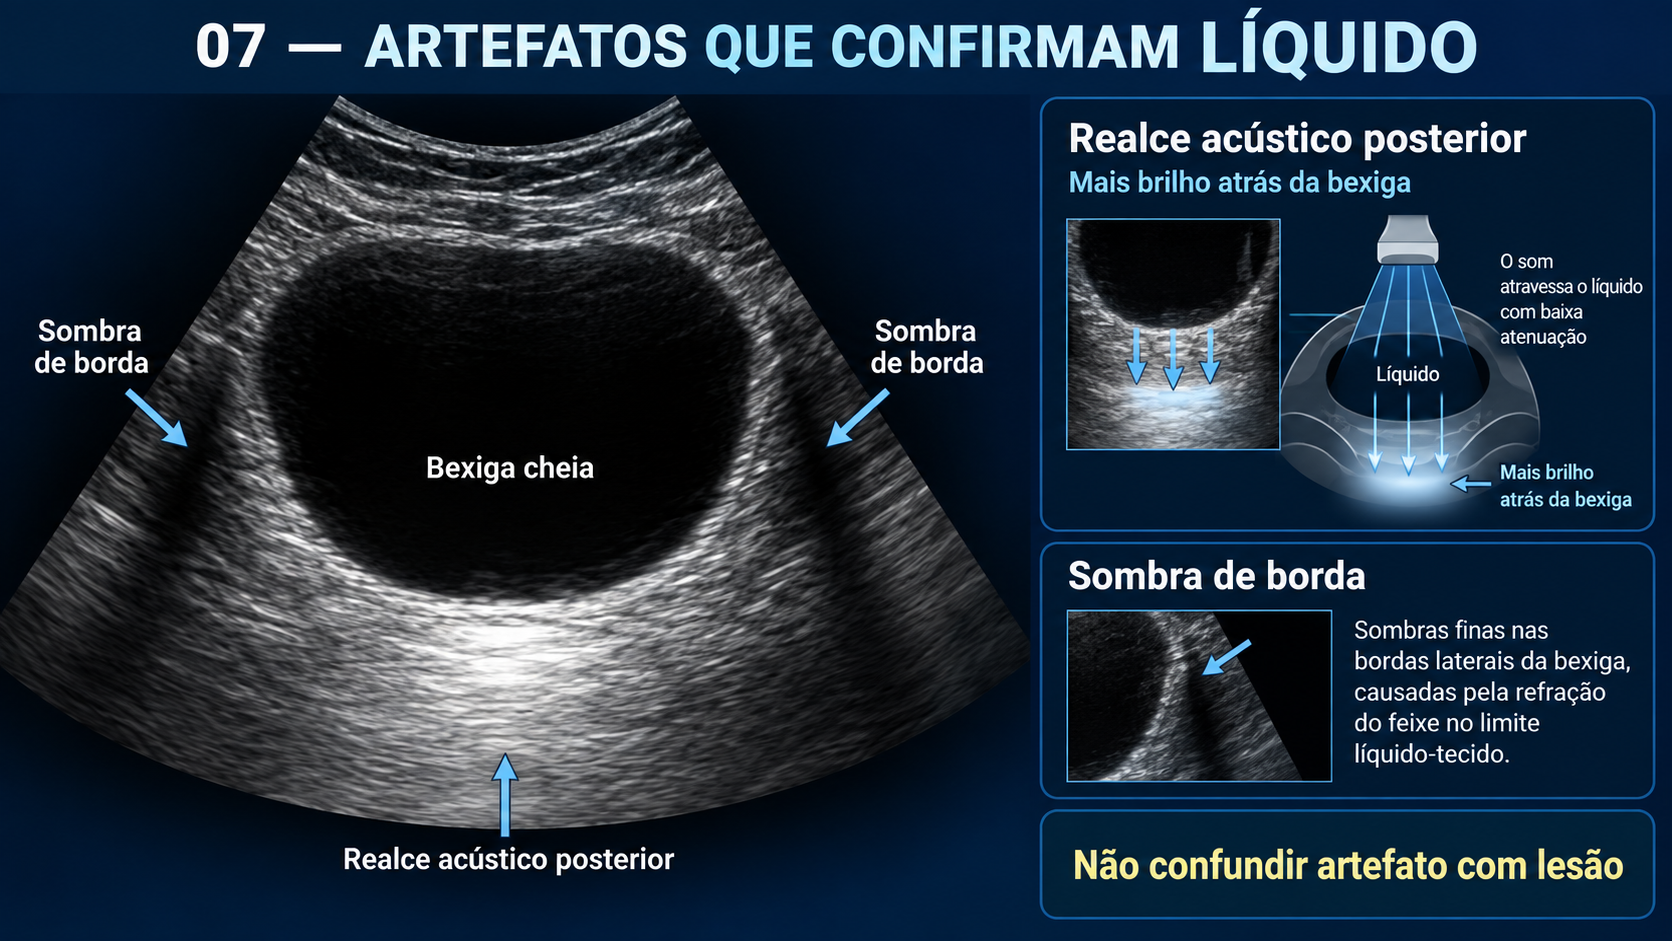 07 — ARTEFATOS QUE CONFIRMAM LÍQUIDO
Sombra
de borda
Sombra
de borda
Bexiga cheia
Realce acústico posterior
Realce acústico posterior
Mais brilho atrás da bexiga
O som
atravessa o líquido
com baixa
atenuação
Líquido
Mais brilho
atrás da bexiga
Sombra de borda
Sombras finas nas
bordas laterais da bexiga,
causadas pela refração
do feixe no limite
líquido-tecido.
Não confundir artefato com lesão